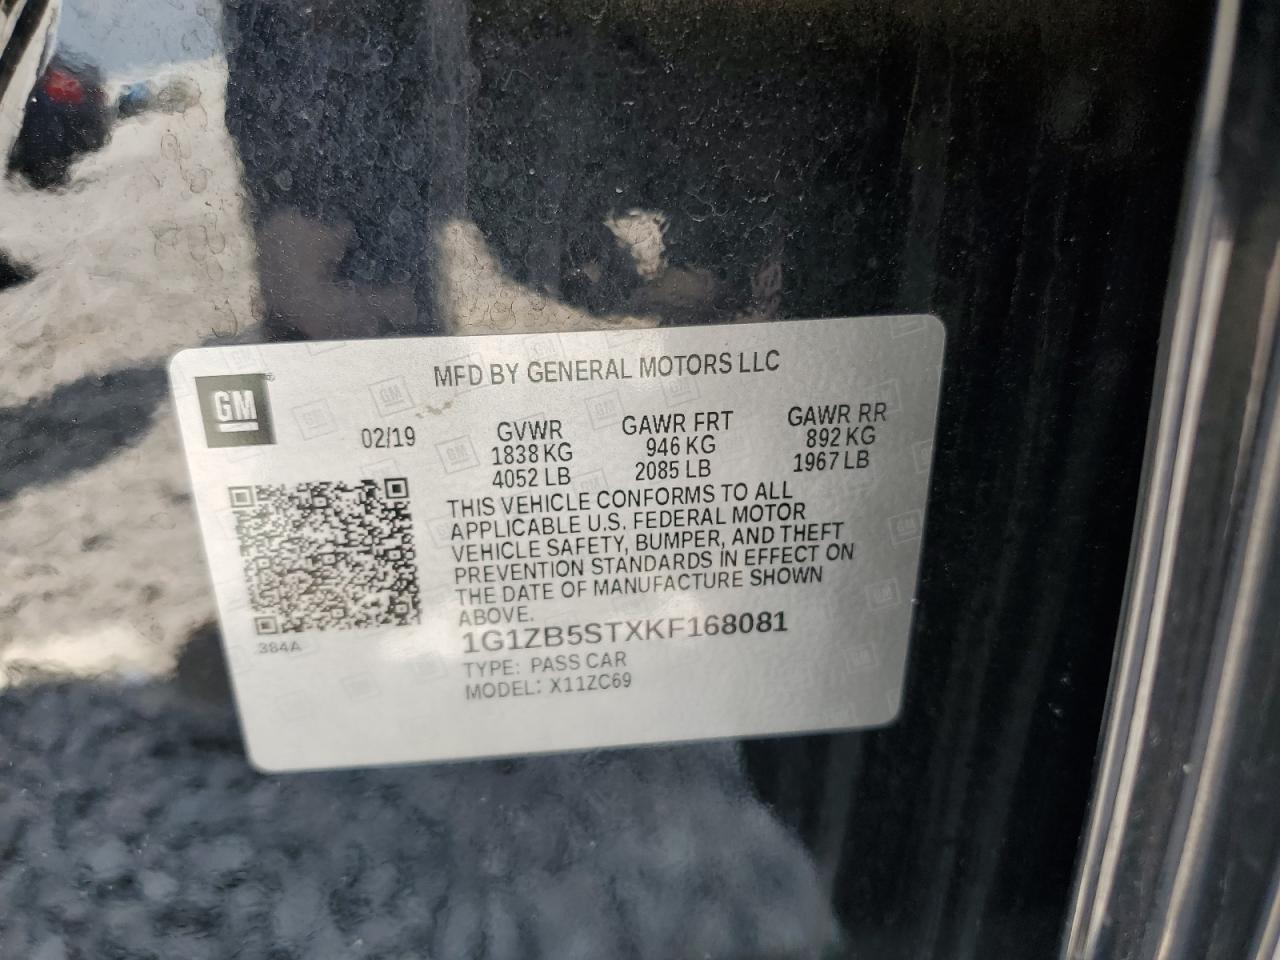 MFD BY GENERAL MOTORS LLC
GM
02/19
GVWR
1838 KG
4052 LB
GAWR FRT
946 KG
2085 LB
GAWR RR
892 KG
1967 LB
THIS VEHICLE CONFORMS TO ALL
APPLICABLE U.S. FEDERAL MOTOR
VEHICLE SAFETY, BUMPER, AND THEFT
PREVENTION STANDARDS IN EFFECT ON
THE DATE OF MANUFACTURE SHOWN
ABOVE.
384A
1G1ZB5STXKF168081
TYPE: PASS CAR
MODEL: X11ZC69